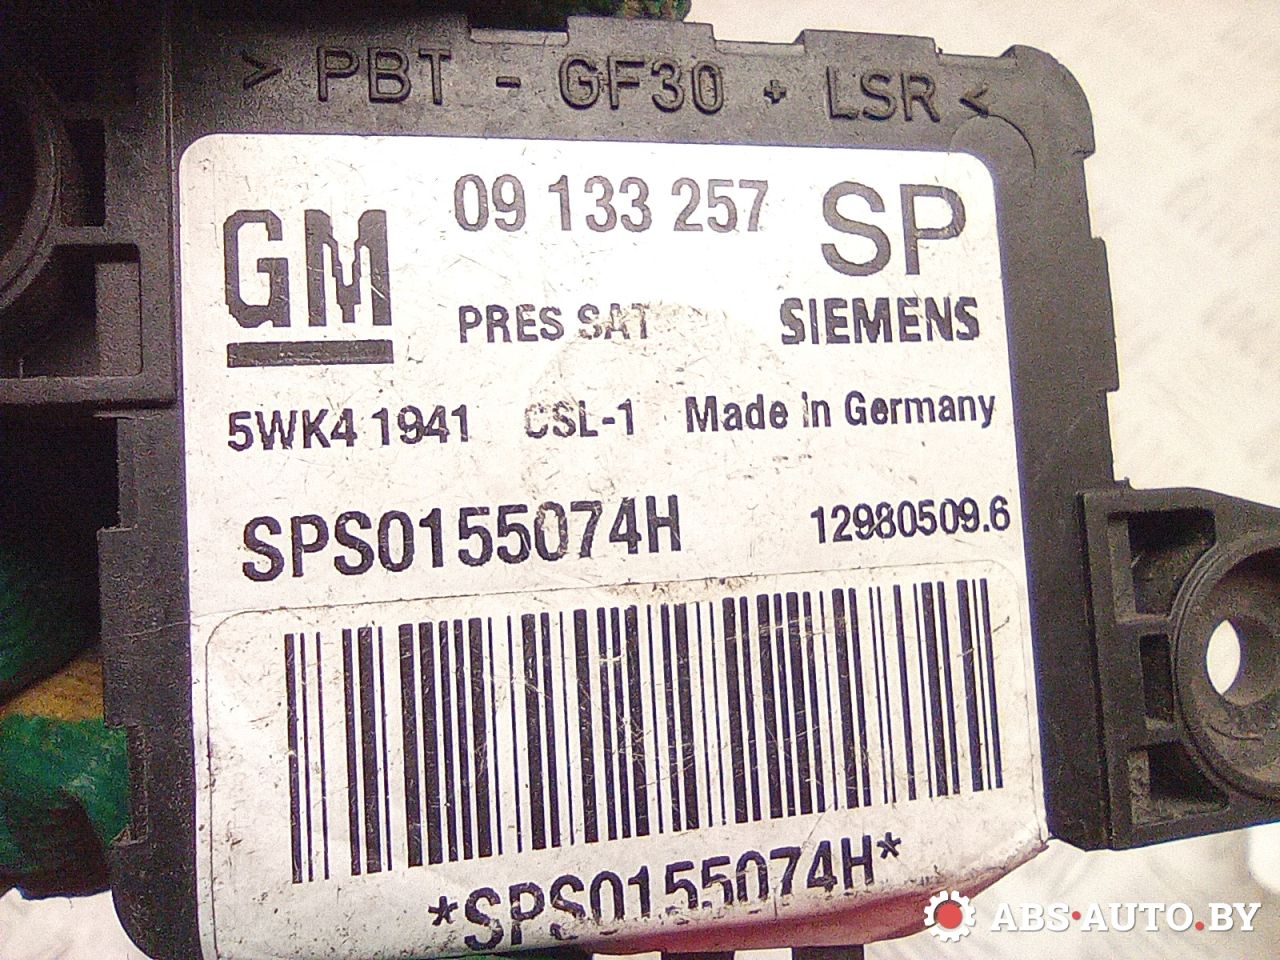 > PBT - GF30 + LSR <
09 133 257 SP
GM
PRES SAT SIEMENS
5WK4 1941 CSL-1 Made in Germany
SPS0155074H 12980509.6
*SPS0155074H*
ABS·AUTO.BY